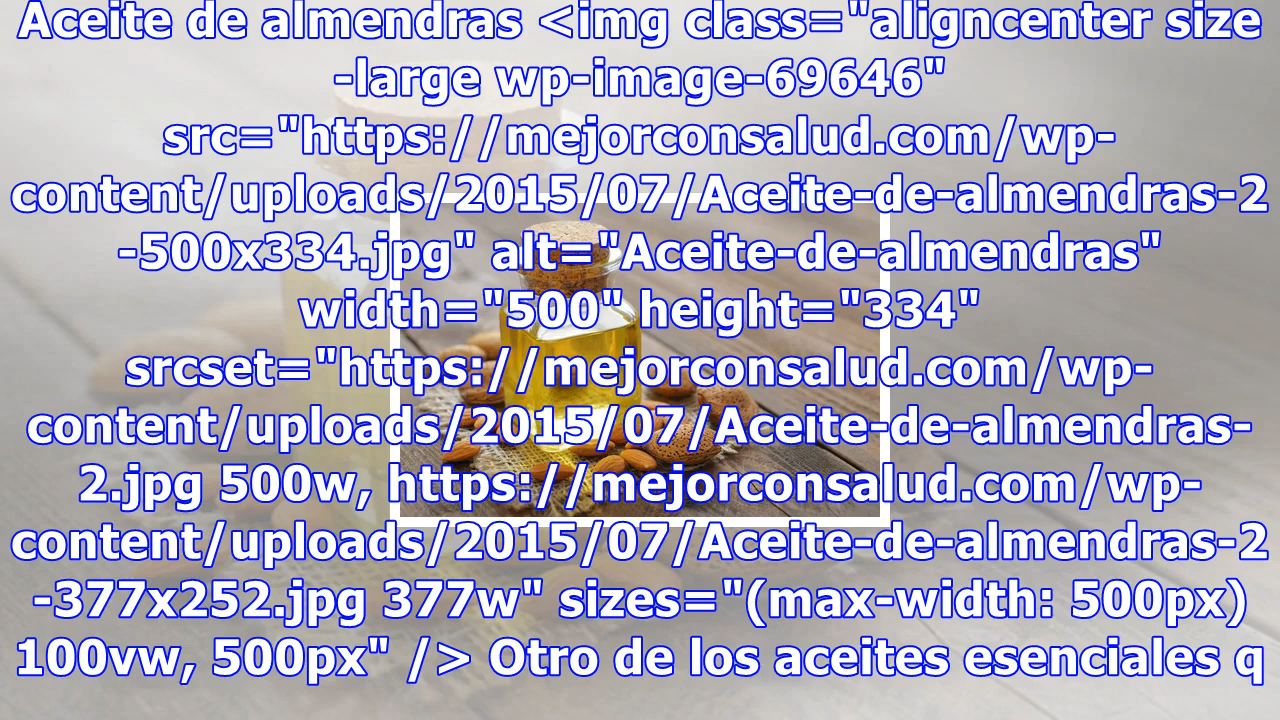 Aceite de almendras <img class="aligncenter size
-large wp-image-69646"
src="https://mejorconsalud.com/wp-
content/uploads/2015/07/Aceite-de-almendras-2
-500x334.jpg" alt="Aceite-de-almendras"
width="500" height="334"
srcset="https://mejorconsalud.com/wp-
content/uploads/2015/07/Aceite-de-almendras-
2.jpg 500w, https://mejorconsalud.com/wp-
content/uploads/2015/07/Aceite-de-almendras-2
-377x252.jpg 377w" sizes="(max-width: 500px)
100vw, 500px" /> Otro de los aceites esenciales q